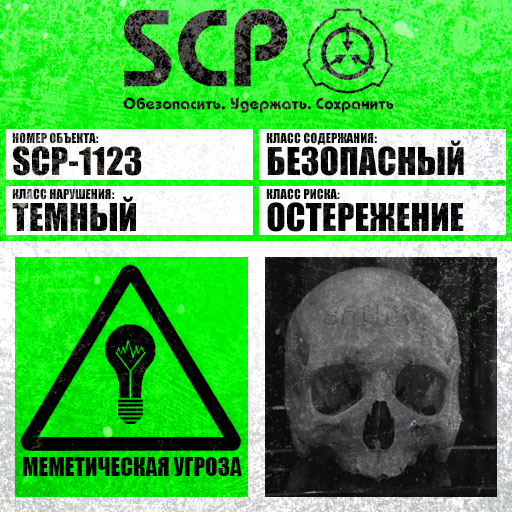 SCP
Обезопасить. Удержать. Сохранить
НОМЕР ОБЪЕКТА:
SCP-1123
КЛАСС СОДЕРЖАНИЯ:
БЕЗОПАСНЫЙ
КЛАСС НАРУШЕНИЯ:
ТЕМНЫЙ
КЛАСС РИСКА:
ОСТЕРЕЖЕНИЕ
МЕМЕТИЧЕСКАЯ УГРОЗА